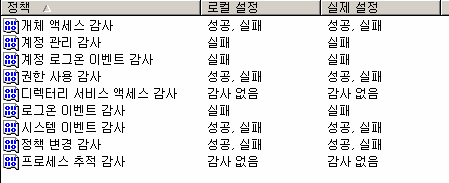 정책 로컬 설정 실제 설정
개체 액세스 감사 성공, 실패 성공, 실패
계정 관리 감사 실패 실패
계정 로그온 이벤트 감사 실패 실패
권한 사용 감사 성공, 실패 성공, 실패
디렉터리 서비스 액세스 감사 감사 없음 감사 없음
로그온 이벤트 감사 실패 실패
시스템 이벤트 감사 성공, 실패 성공, 실패
정책 변경 감사 성공, 실패 성공, 실패
프로세스 추적 감사 감사 없음 감사 없음